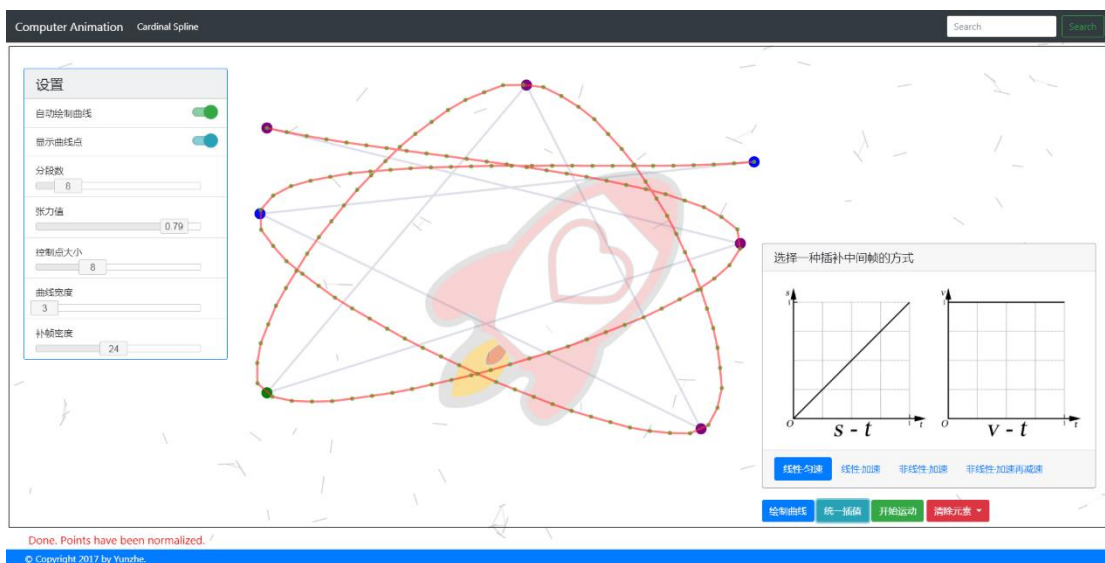 Computer Animation Cardinal Spline Search Search
设置
自动绘制曲线
显示曲线点
分段数
8
张力值
0.79
控制点大小
8
曲线宽度
3
补帧密度
24
选择一种插补中间帧的方式
s
1
O
1
t
s - t
v
1
O
1
t
v - t
线性·匀速 线性·加速 非线性·加速 非线性·加速再减速
绘制曲线 统一插值 开始运动 清除元素
Done. Points have been normalized.
© Copyright 2017 by Yunzhe.